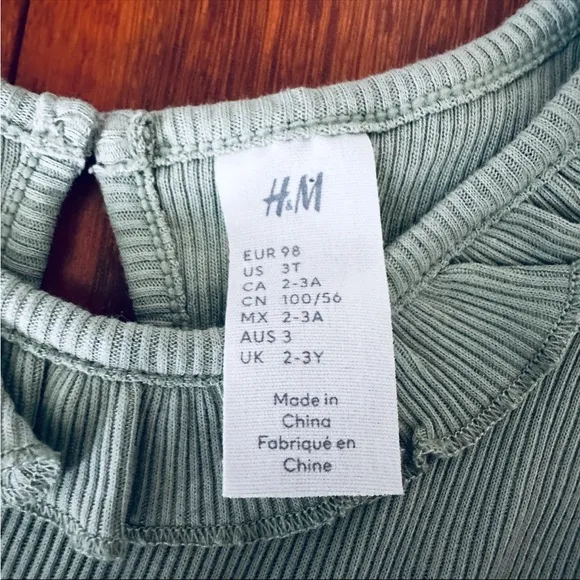 H&M
EUR 98
US 3T
CA 2-3A
CN 100/56
MX 2-3A
AUS 3
UK 2-3Y
Made in
China
Fabriqué en
Chine